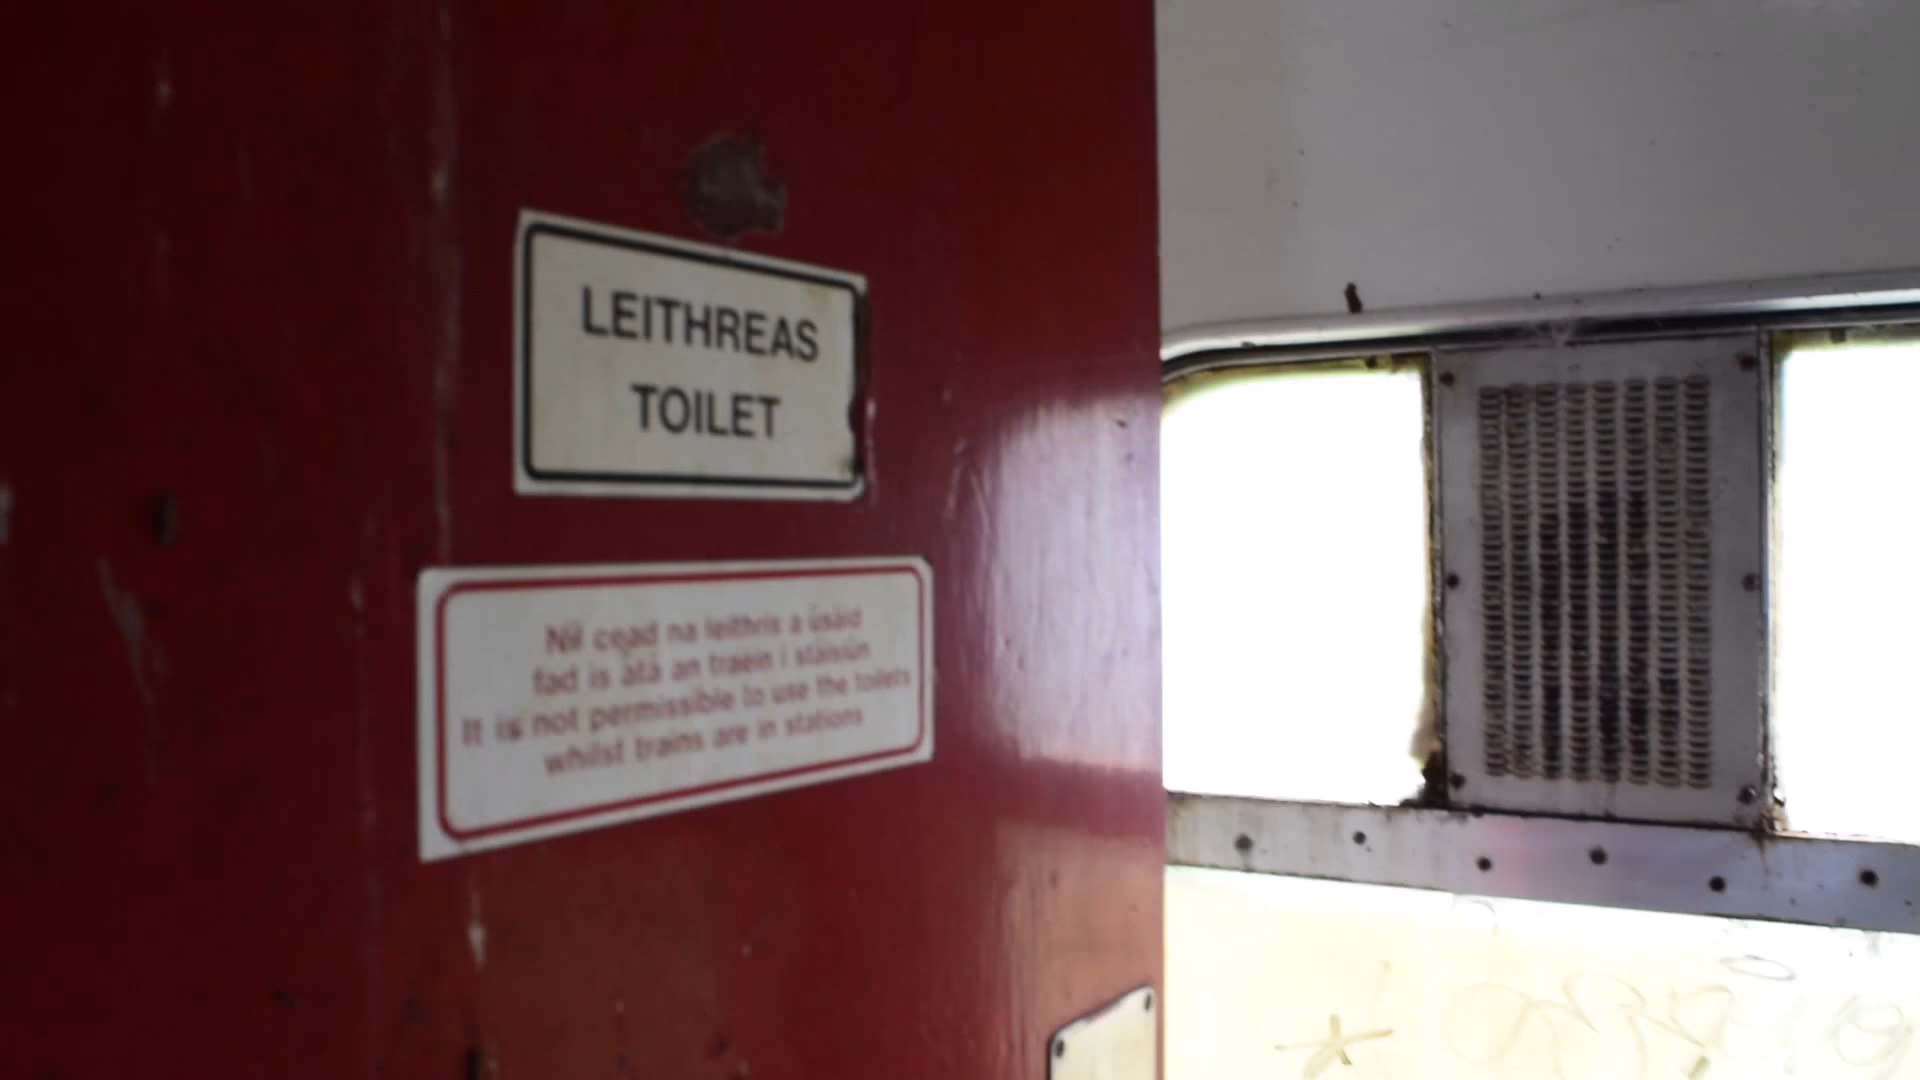 LEITHREAS
TOILET
Níl cead na leithris a úsáid
fad is atá an traein i stáisiún
It is not permissible to use the toilets
whilst trains are in stations